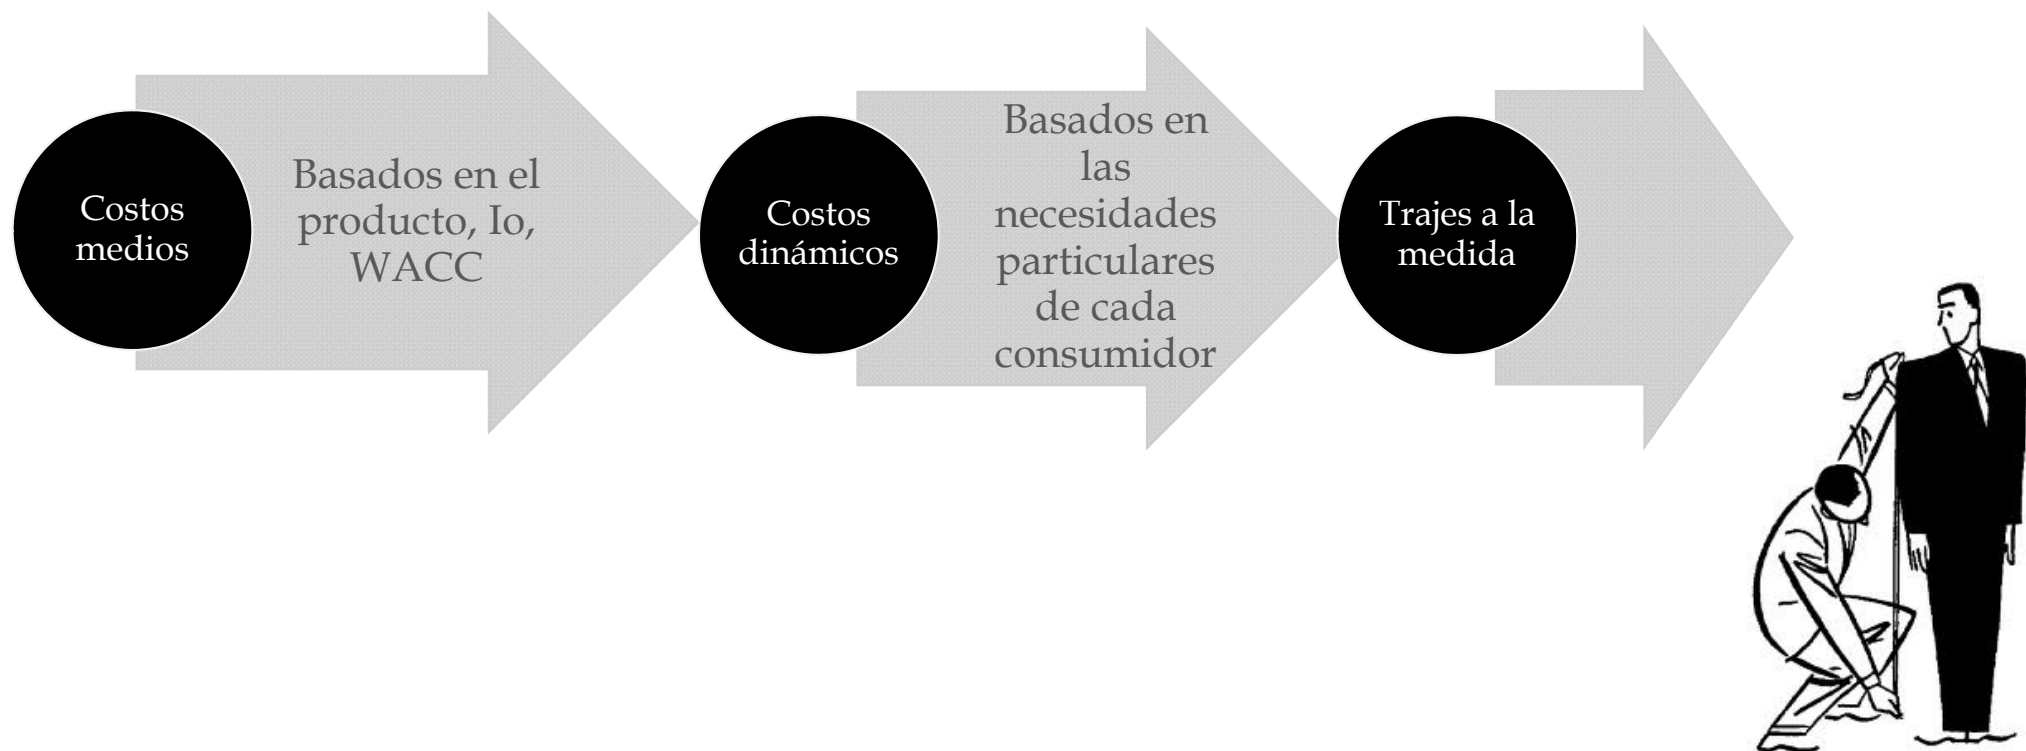 Costos
medios
Basados en el
producto, Io,
WACC
Costos
dinámicos
Basados en
las
necesidades
particulares
de cada
consumidor
Trajes a la
medida